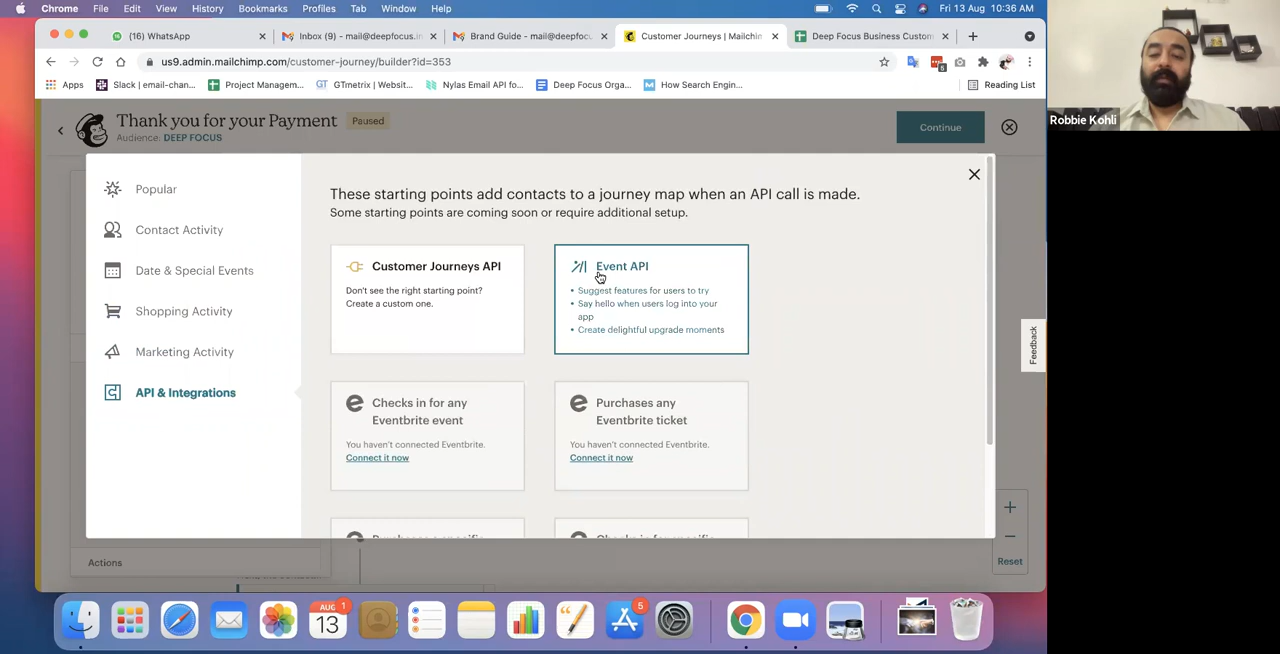 Chrome File Edit View History Bookmarks Profiles Tab Window Help Fri 13 Aug 10:36 AM
(16) WhatsApp Inbox (9) - mail@deepfocus.in Brand Guide - mail@deepfocu Customer Journeys | Mailchim Deep Focus Business Custom
us9.admin.mailchimp.com/customer-journey/builder?id=353
Apps Slack | email-chan... Project Managem... GTmetrix | Websit... Nylas Email API fo... Deep Focus Orga... How Search Engin... Reading List
6
Thank you for your Payment Paused
Audience: DEEP FOCUS
Continue
Robbie Kohli
Popular
Contact Activity
Date & Special Events
Shopping Activity
Marketing Activity
API & Integrations
These starting points add contacts to a journey map when an API call is made.
Some starting points are coming soon or require additional setup.
Customer Journeys API
Don't see the right starting point?
Create a custom one.
Event API
• Suggest features for users to try
• Say hello when users log into your
app
• Create delightful upgrade moments
Checks in for any
Eventbrite event
You haven't connected Eventbrite.
Connect it now
Purchases any
Eventbrite ticket
You haven't connected Eventbrite.
Connect it now
Feedback
Reset
Actions
AUG 1
13
5